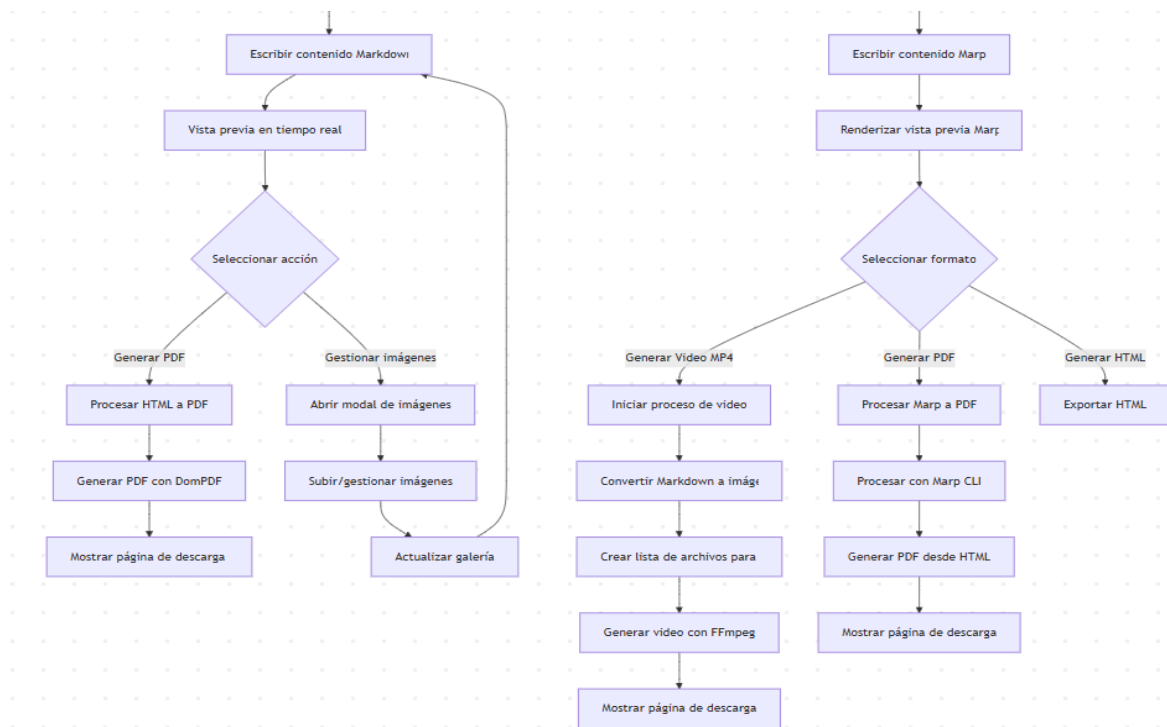 Escribir contenido Markdown
Escribir contenido Marp
Vista previa en tiempo real
Renderizar vista previa Marp
Seleccionar acción
Seleccionar formato
Generar PDF
Gestionar imágenes
Generar Video MP4
Generar PDF
Generar HTML
Procesar HTML a PDF
Abrir modal de imágenes
Iniciar proceso de video
Procesar Marp a PDF
Exportar HTML
Generar PDF con DomPDF
Subir/gestionar imágenes
Convertir Markdown a image
Procesar con Marp CLI
Mostrar página de descarga
Actualizar galería
Crear lista de archivos para
Generar PDF desde HTML
Generar video con FFmpeg
Mostrar página de descarga
Mostrar página de descarga